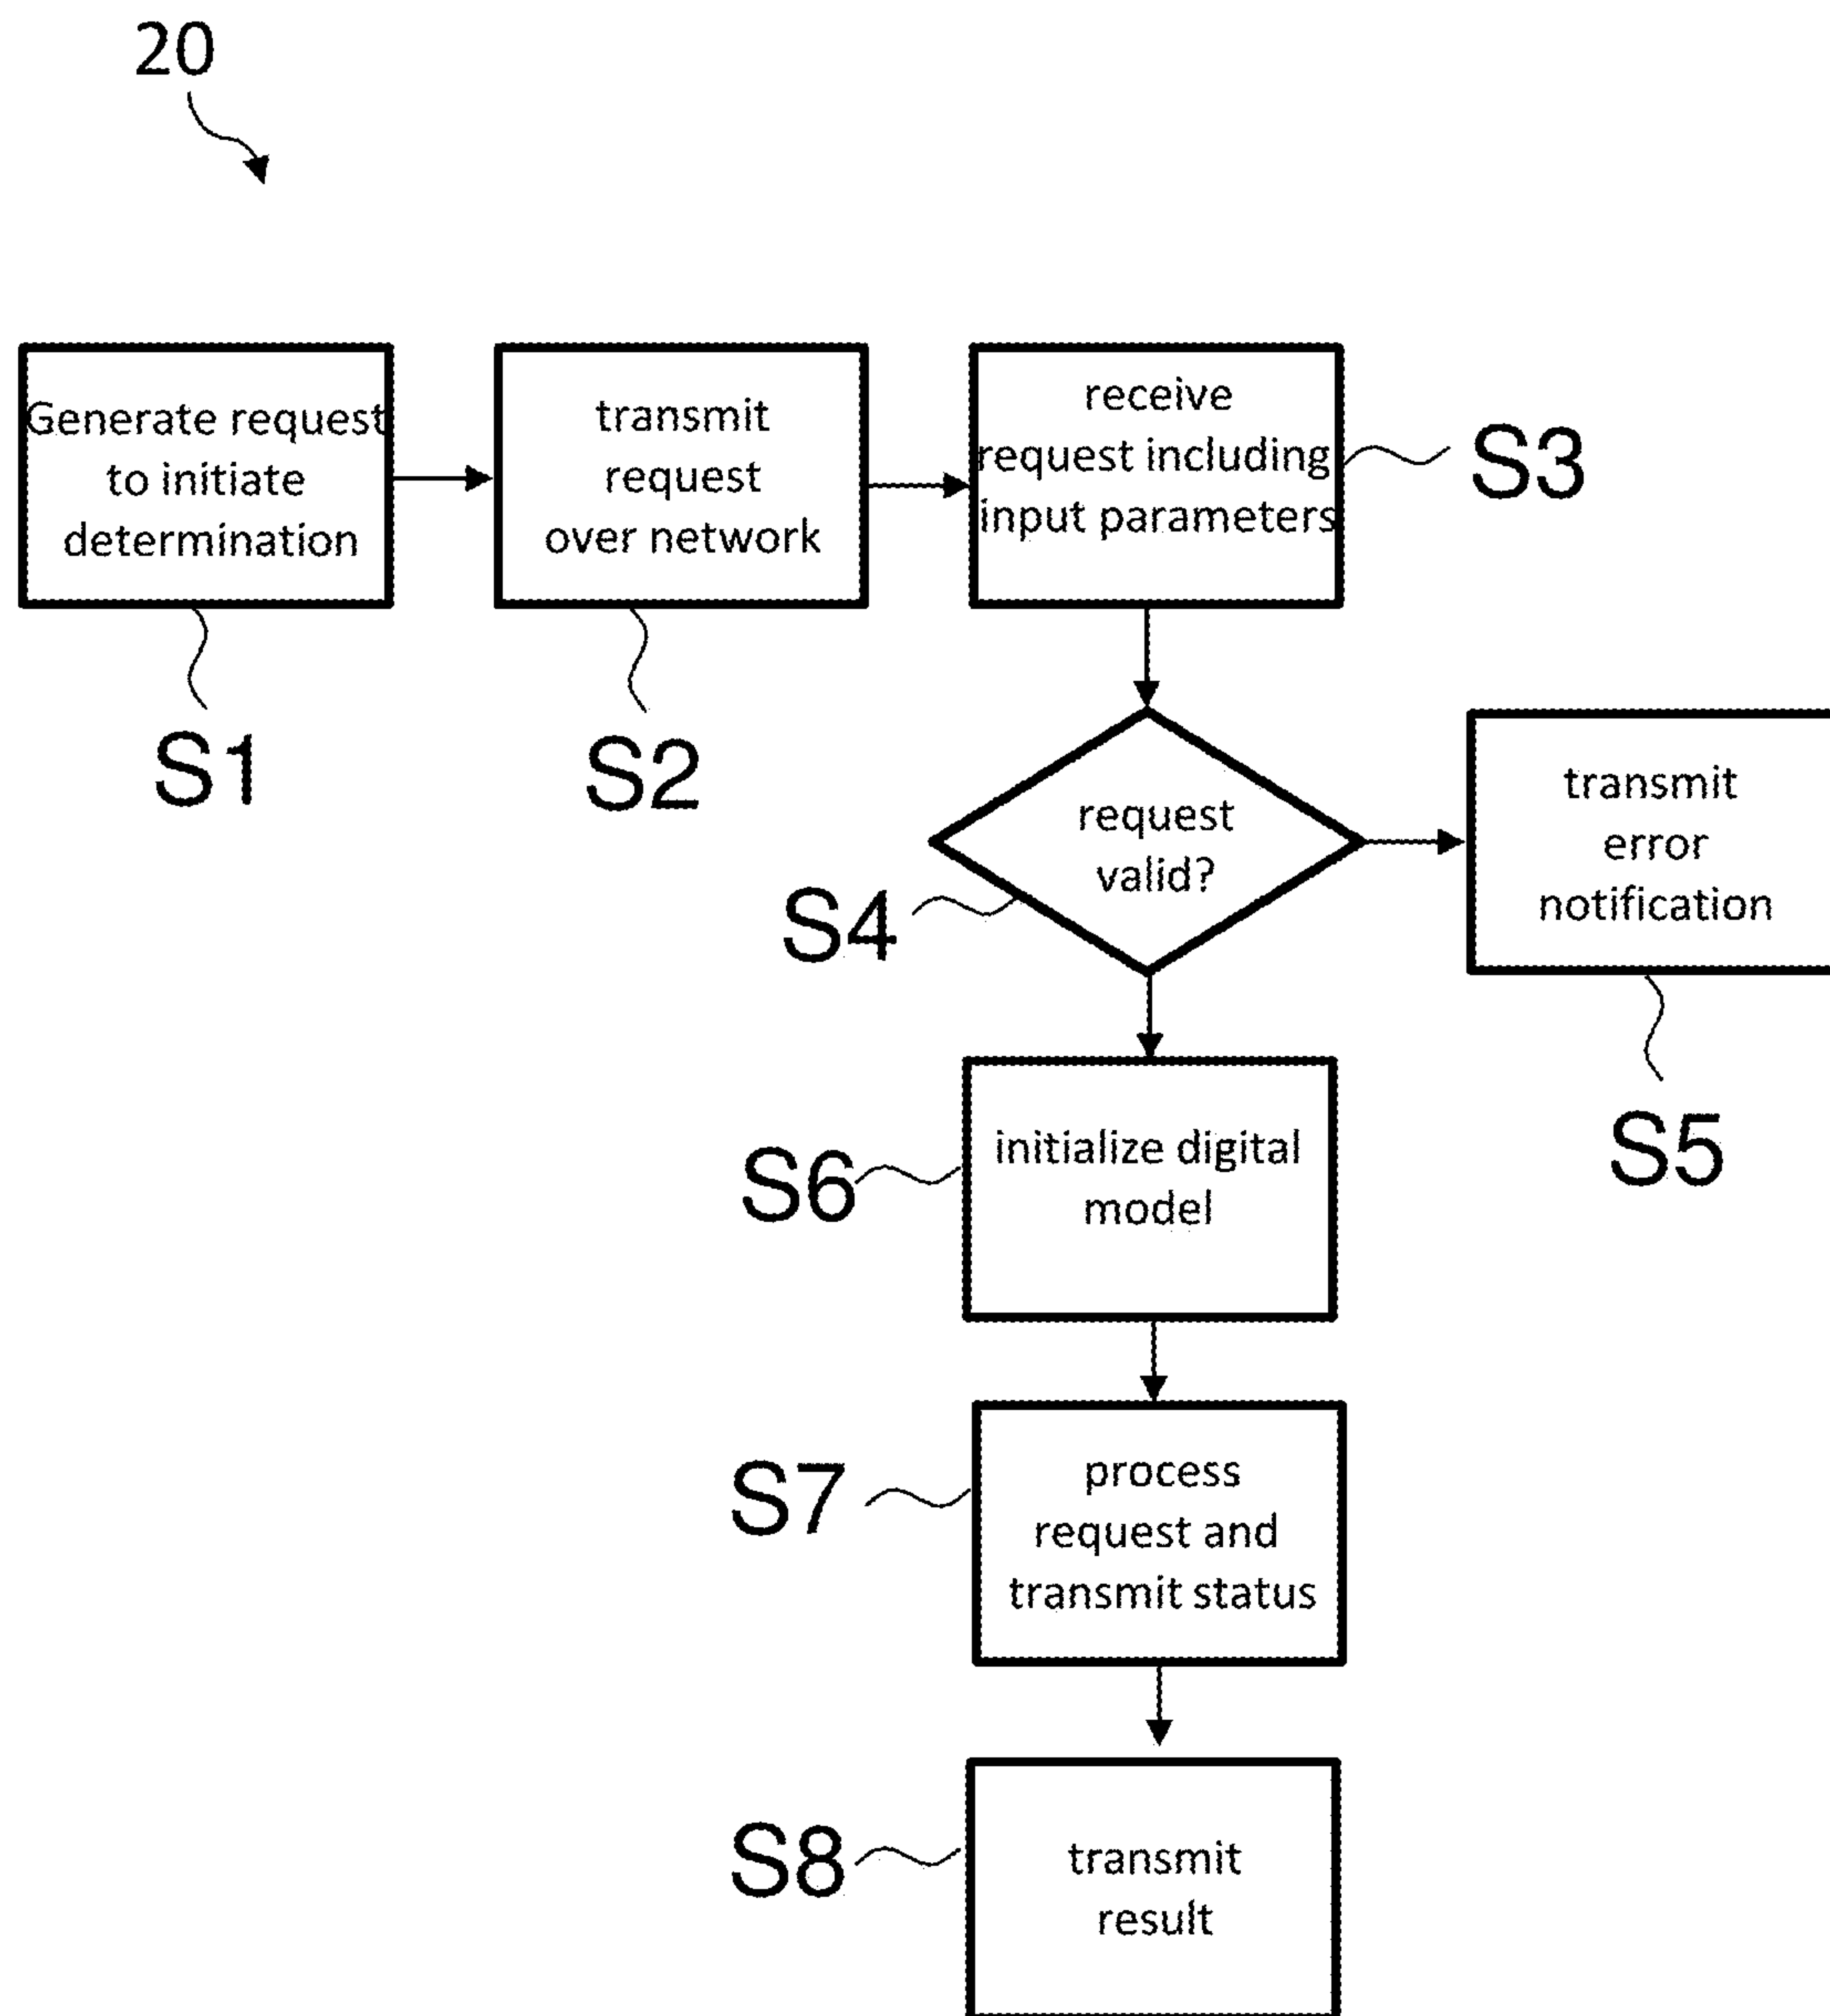 20
Generate request
to initiate
determination
S1
transmit
request
over network
S2
receive
request including
input parameters
S3
request
valid?
S4
transmit
error
notification
S5
initialize digital
model
S6
process
request and
transmit status
S7
transmit
result
S8